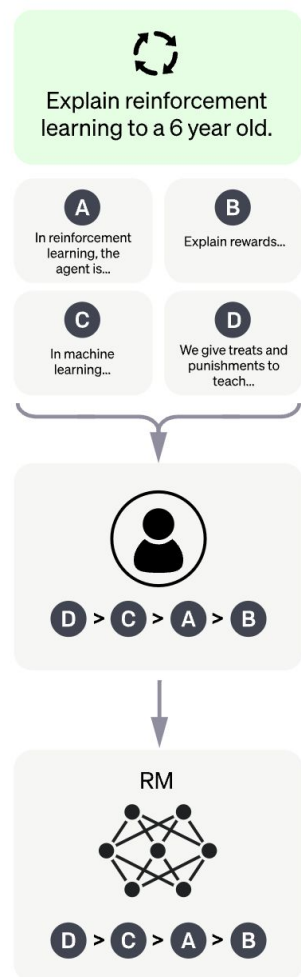 Explain reinforcement
learning to a 6 year old.
A
In reinforcement
learning, the
agent is...
B
Explain rewards...
C
In machine
learning...
D
We give treats and
punishments to
teach...
D > C > A > B
RM
D > C > A > B